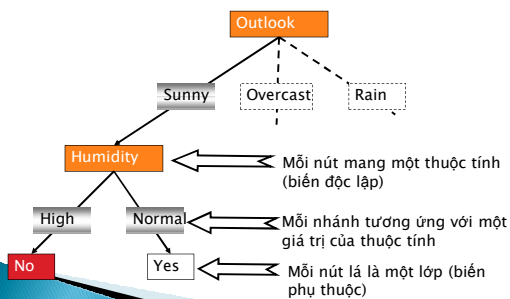 Outlook
Sunny
Overcast
Rain
Humidity
Mỗi nút mang một thuộc tính
(biến độc lập)
High
Normal
Mỗi nhánh tương ứng với một
giá trị của thuộc tính
No
Yes
Mỗi nút lá là một lớp (biến
phụ thuộc)